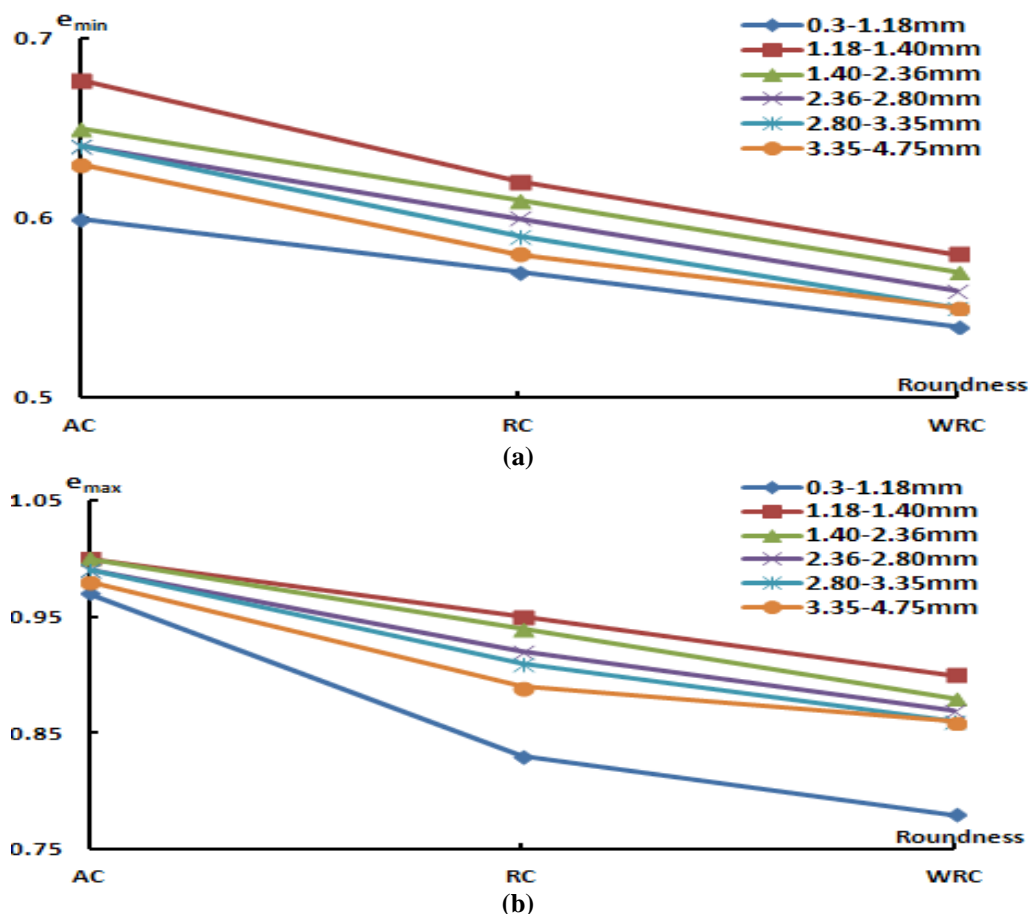 e_min
0.7
0.6
0.5
0.3-1.18mm
1.18-1.40mm
1.40-2.36mm
2.36-2.80mm
2.80-3.35mm
3.35-4.75mm
Roundness
AC RC WRC
(a)
e_max
1.05
0.95
0.85
0.75
0.3-1.18mm
1.18-1.40mm
1.40-2.36mm
2.36-2.80mm
2.80-3.35mm
3.35-4.75mm
Roundness
AC RC WRC
(b)